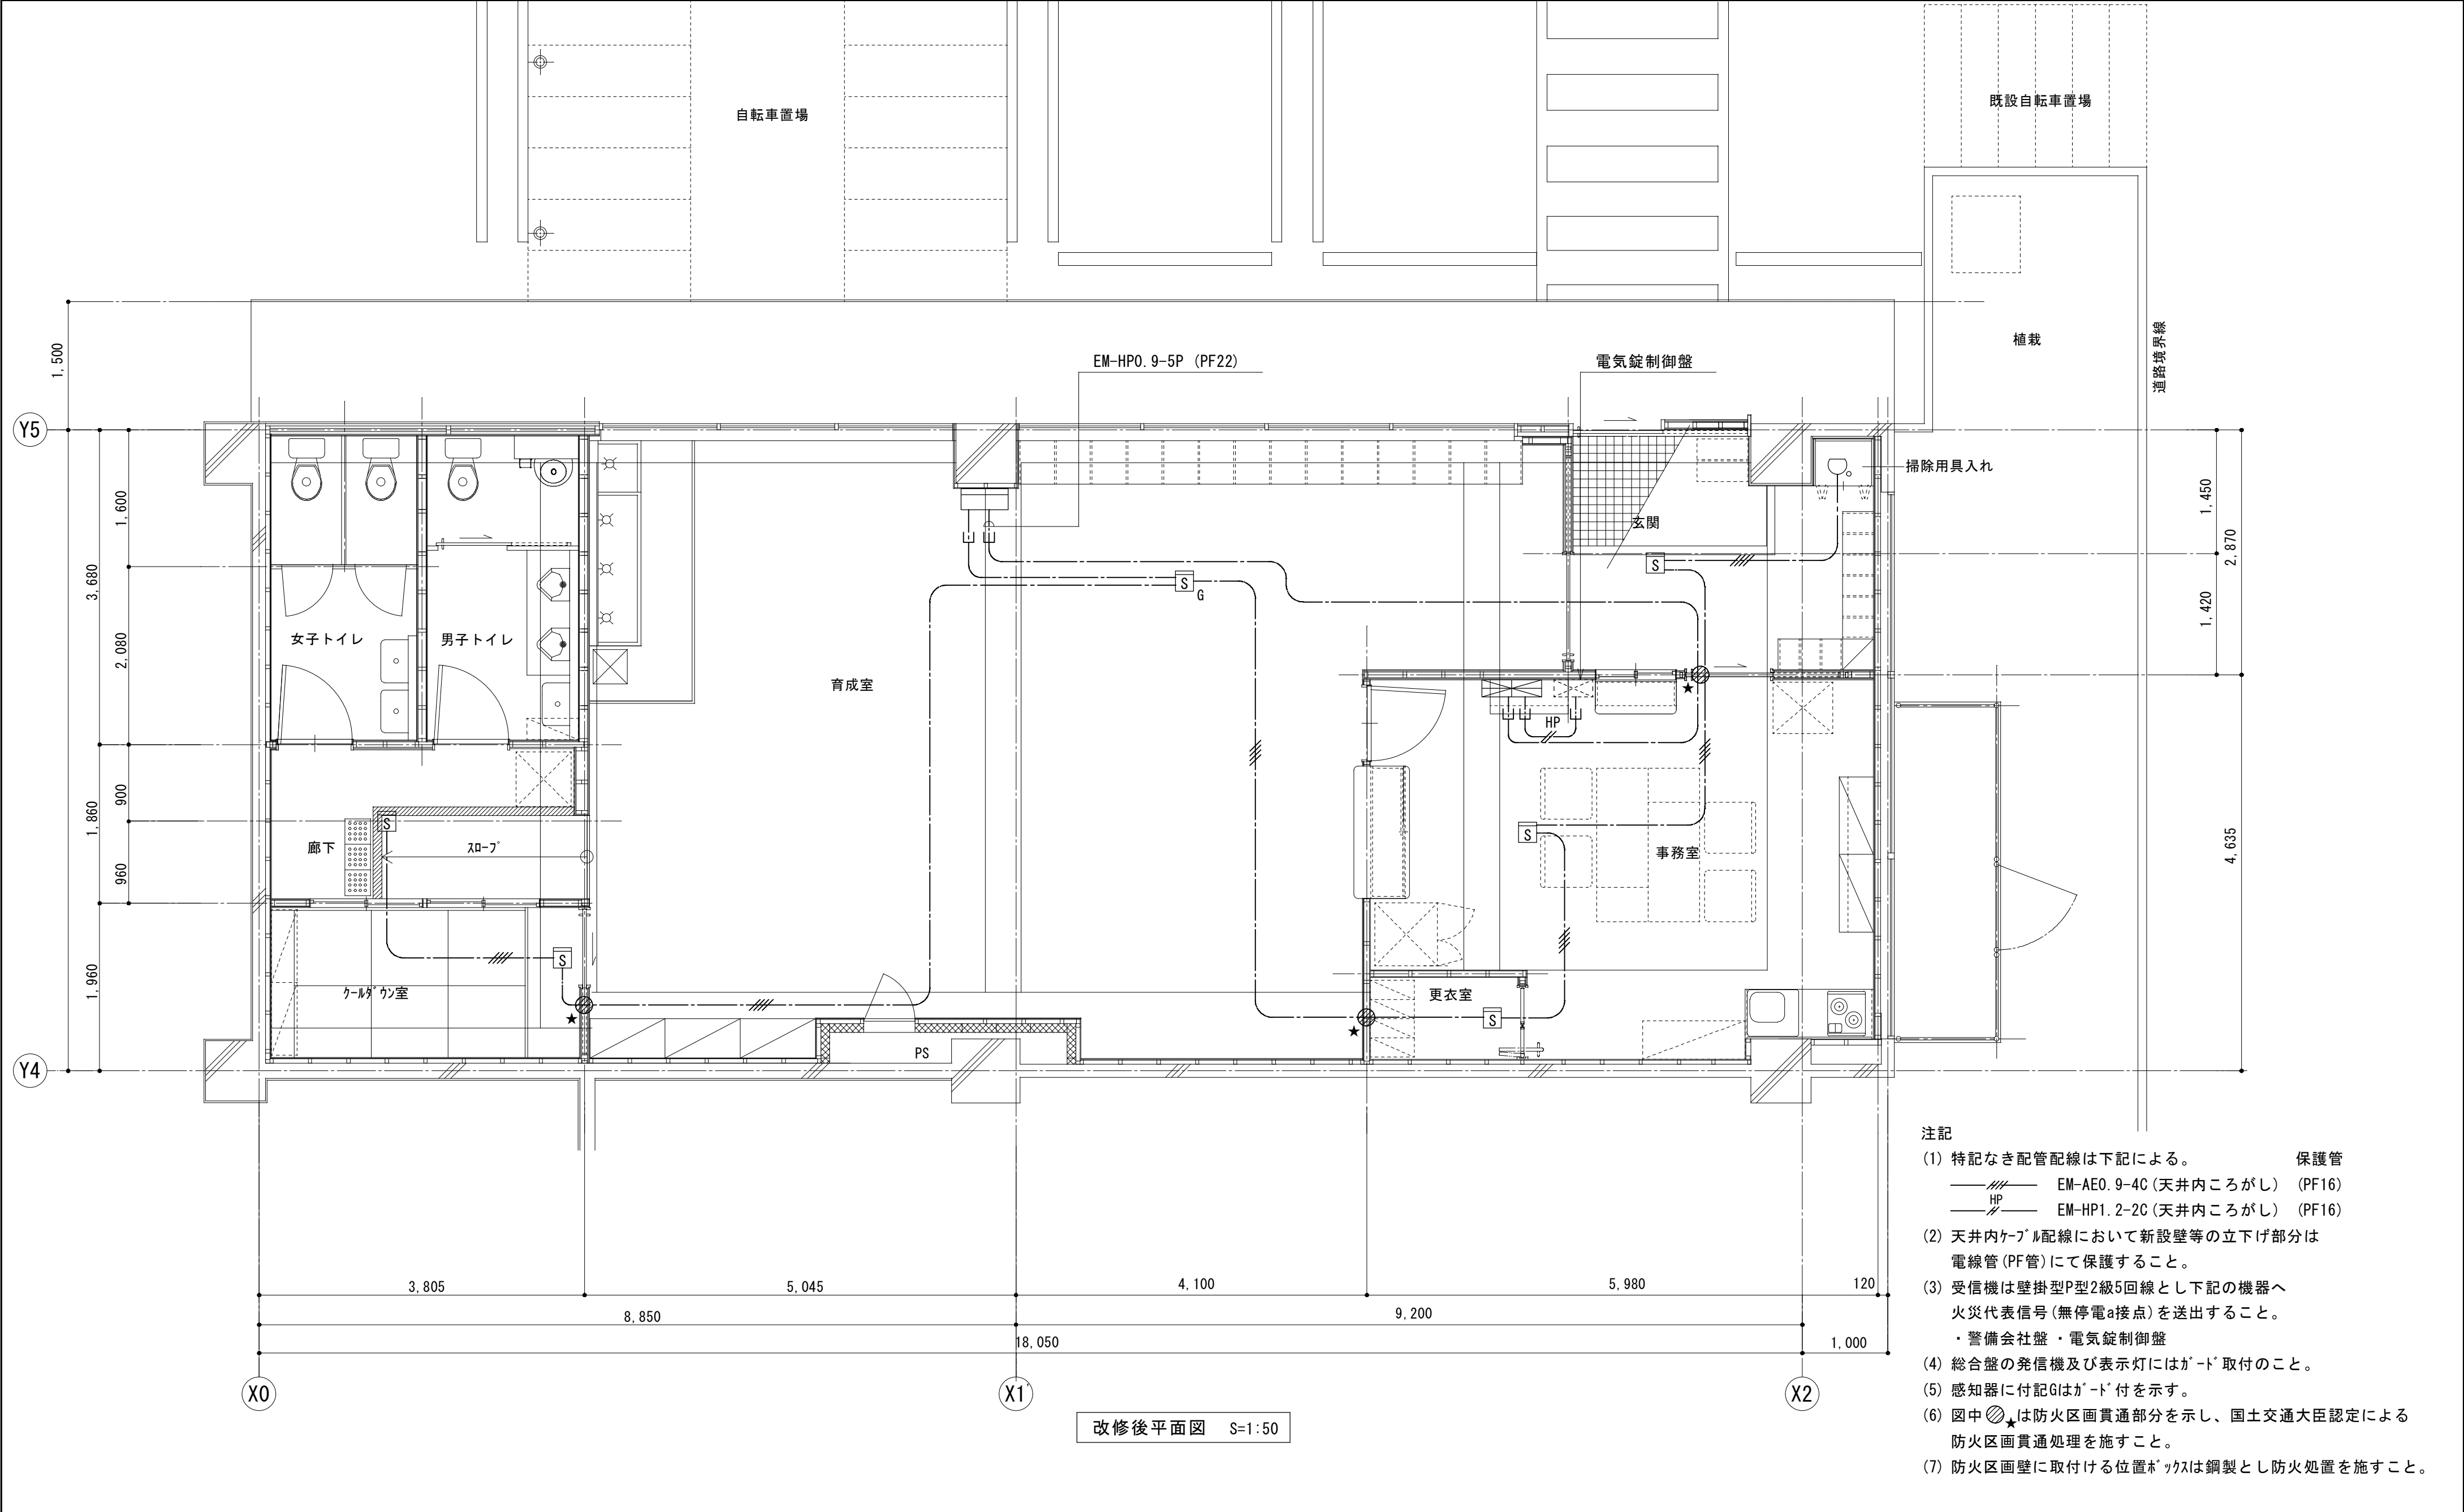 自転車置場
既設自転車置場
植栽
道路境界線
EM-HP0.9-5P (PF22)
電気錠制御盤
掃除用具入れ
玄関
Y5
Y4
1,500
3,680
1,860
1,960
1,600
2,080
900
960
女子トイレ
男子トイレ
育成室
S
G
S
HP
★
S
廊下
スロープ
S
事務室
S
クールダウン室
★
更衣室
S
★
PS
1,450
1,420
2,870
4,635
3,805
5,045
4,100
5,980
120
8,850
9,200
18,050
1,000
X0
X1'
X2
改修後平面図 S=1:50
注記
(1) 特記なき配管配線は下記による。 保護管
EM-AE0.9-4C(天井内ころがし) (PF16)
HP
EM-HP1.2-2C(天井内ころがし) (PF16)
(2) 天井内ケーブル配線において新設壁等の立下げ部分は
電線管(PF管)にて保護すること。
(3) 受信機は壁掛型P型2級5回線とし下記の機器へ
火災代表信号(無停電a接点)を送出すること。
・警備会社盤 ・電気錠制御盤
(4) 総合盤の発信機及び表示灯にはガード取付のこと。
(5) 感知器に付記Gはガード付を示す。
(6) 図中 ★は防火区画貫通部分を示し、国土交通大臣認定による
防火区画貫通処理を施すこと。
(7) 防火区画壁に取付ける位置ボックスは鋼製とし防火処置を施すこと。